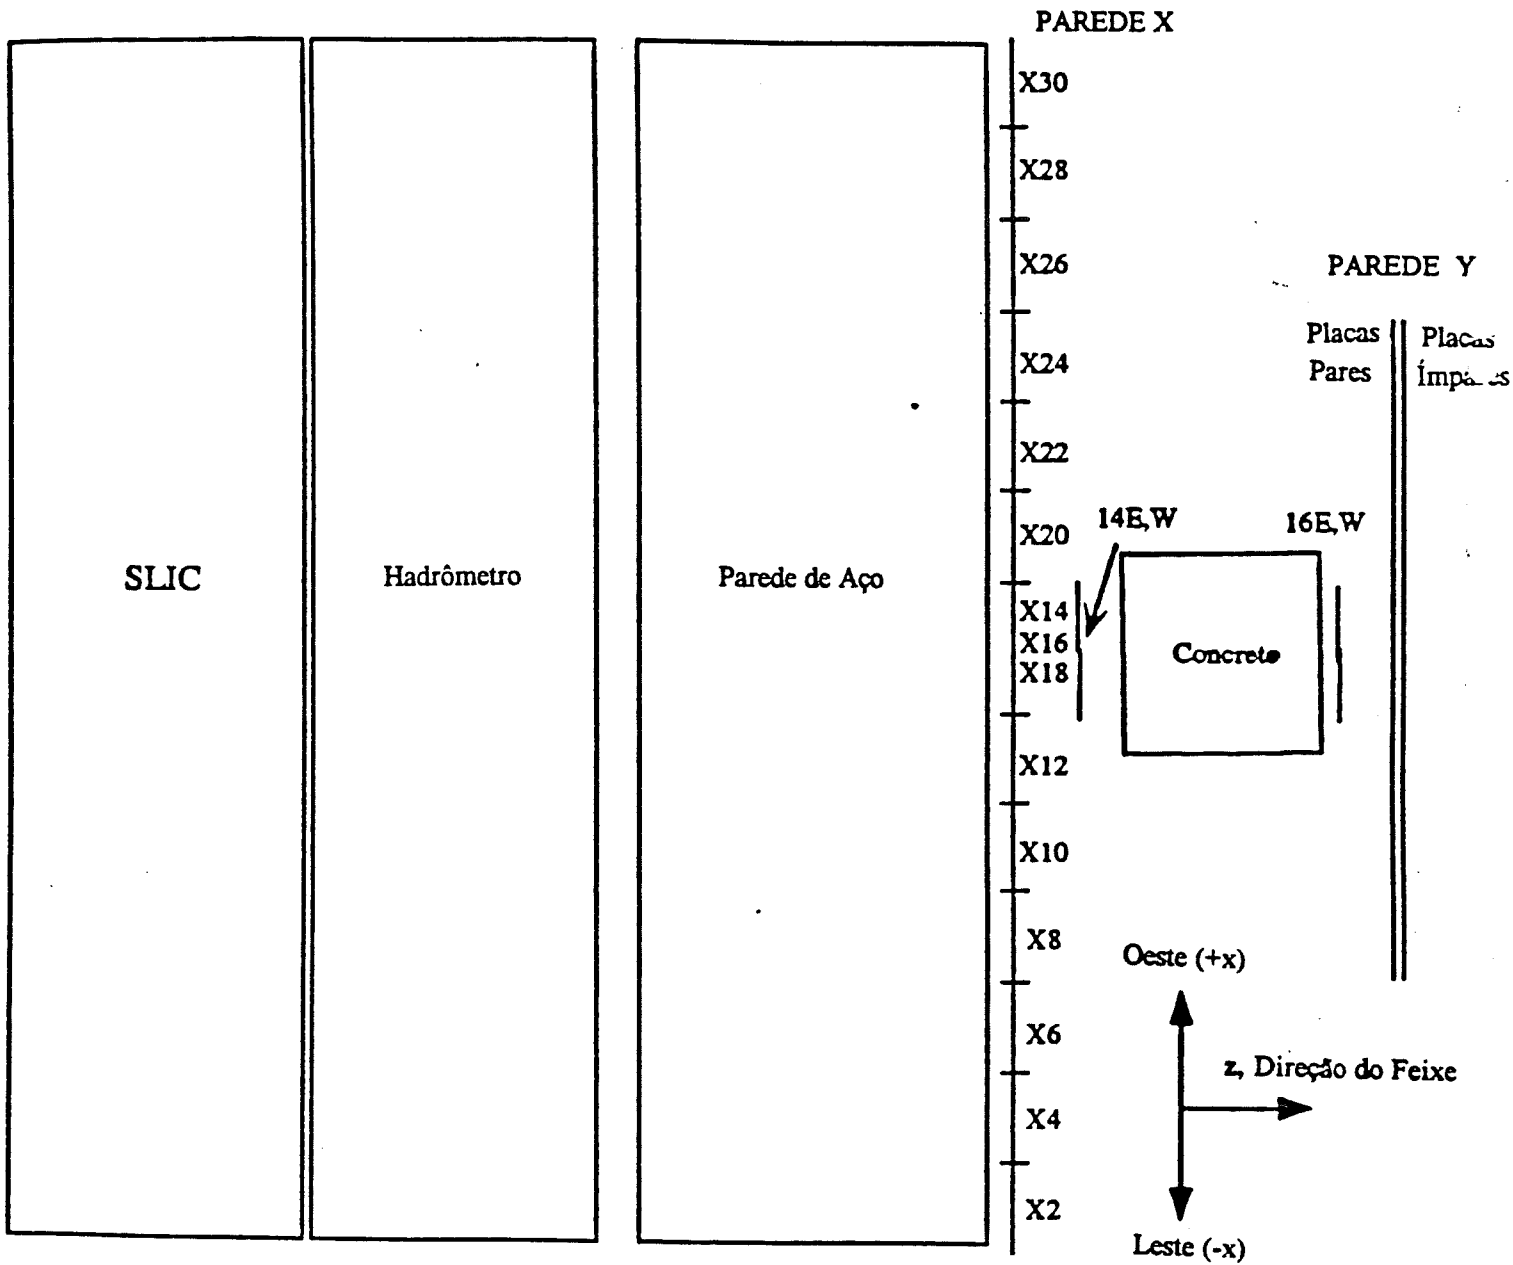 PAREDE X
X30
X28
X26
PAREDE Y
Placas
Pares
Placas
X24
X22
14E,W
16E,W
X20
SLIC
Hadrômetro
Parede de Aço
X14
X16
X18
Concreto
X12
X10
X8
Oeste (+x)
X6
z, Direção do Feixe
X4
X2
Leste (-x)